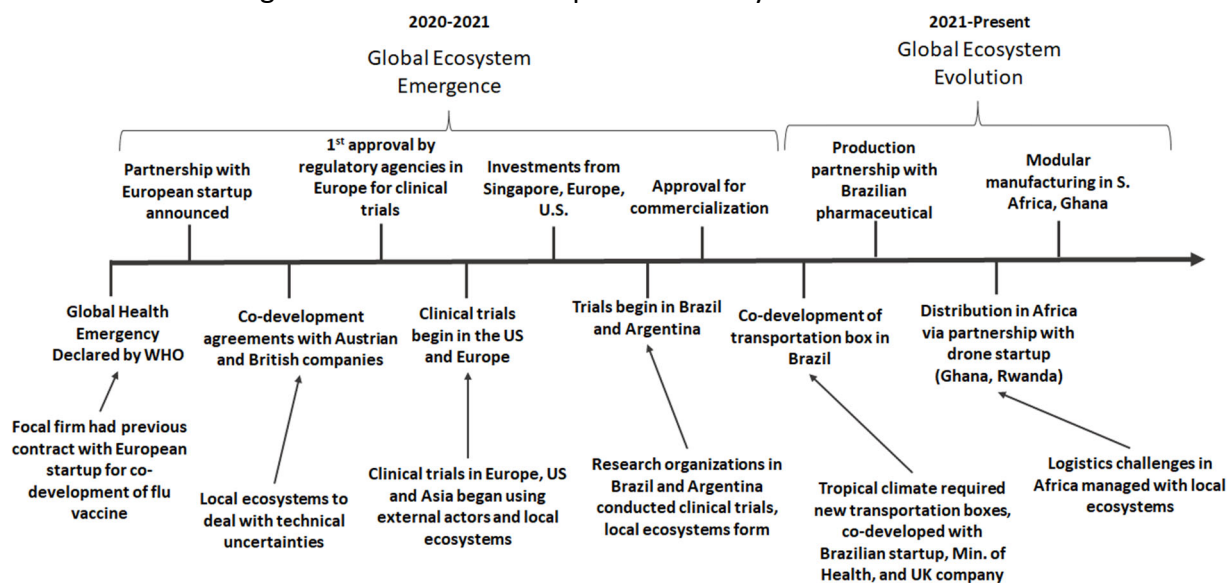 2020-2021
Global Ecosystem
Emergence
2021-Present
Global Ecosystem
Evolution
Partnership with
European startup
announced
1st approval by
regulatory agencies in
Europe for clinical
trials
Investments from
Singapore, Europe,
U.S.
Approval for
commercialization
Production
partnership with
Brazilian
pharmaceutical
Modular
manufacturing in S.
Africa, Ghana
Global Health
Emergency
Declared by WHO
Co-development
agreements with Austrian
and British companies
Clinical trials
begin in the US
and Europe
Trials begin in Brazil
and Argentina
Co-development of
transportation box in
Brazil
Distribution in Africa
via partnership with
drone startup
(Ghana, Rwanda)
Focal firm had previous
contract with European
startup for co-
development of flu
vaccine
Local ecosystems to
deal with technical
uncertainties
Clinical trials in Europe, US
and Asia began using
external actors and local
ecosystems
Research organizations in
Brazil and Argentina
conducted clinical trials,
local ecosystems form
Tropical climate required
new transportation boxes,
co-developed with
Brazilian startup, Min. of
Health, and UK company
Logistics challenges in
Africa managed with local
ecosystems